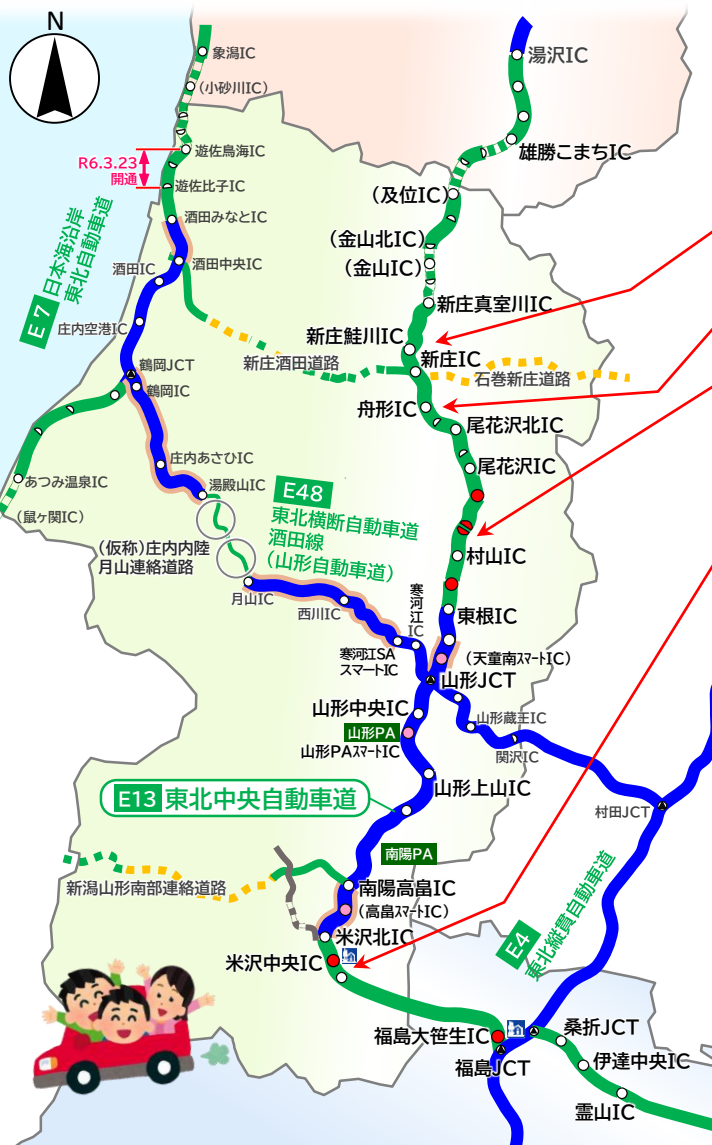 N
象潟IC
(小砂川IC)
湯沢IC
遊佐鳥海IC
R6.3.23
開通
遊佐比子IC
酒田みなとIC
雄勝こまちIC
(及位IC)
(金山北IC)
(金山IC)
E7
日本海沿岸
東北自動車道
酒田IC
酒田中央IC
庄内空港IC
新庄真室川IC
新庄鮭川IC
新庄IC
新庄酒田道路
石巻新庄道路
鶴岡JCT
鶴岡IC
舟形IC
尾花沢北IC
尾花沢IC
あつみ温泉IC
(鼠ヶ関IC)
庄内あさひIC
湯殿山IC
E48
東北横断自動車道
酒田線
(山形自動車道)
(仮称)庄内内陸
月山連絡道路
村山IC
月山IC
西川IC
寒河江IC
東根IC
寒河江SA
スマートIC
(天童南スマートIC)
山形JCT
山形中央IC
山形PA
山形PAスマートIC
山形蔵王IC
関沢IC
山形上山IC
E13 東北中央自動車道
村田JCT
南陽PA
新潟山形南部連絡道路
南陽高畠IC
(高畠スマートIC)
E4
東北縦貫自動車道
米沢北IC
米沢中央IC
福島大笹生IC
福島JCT
桑折JCT
伊達中央IC
霊山IC